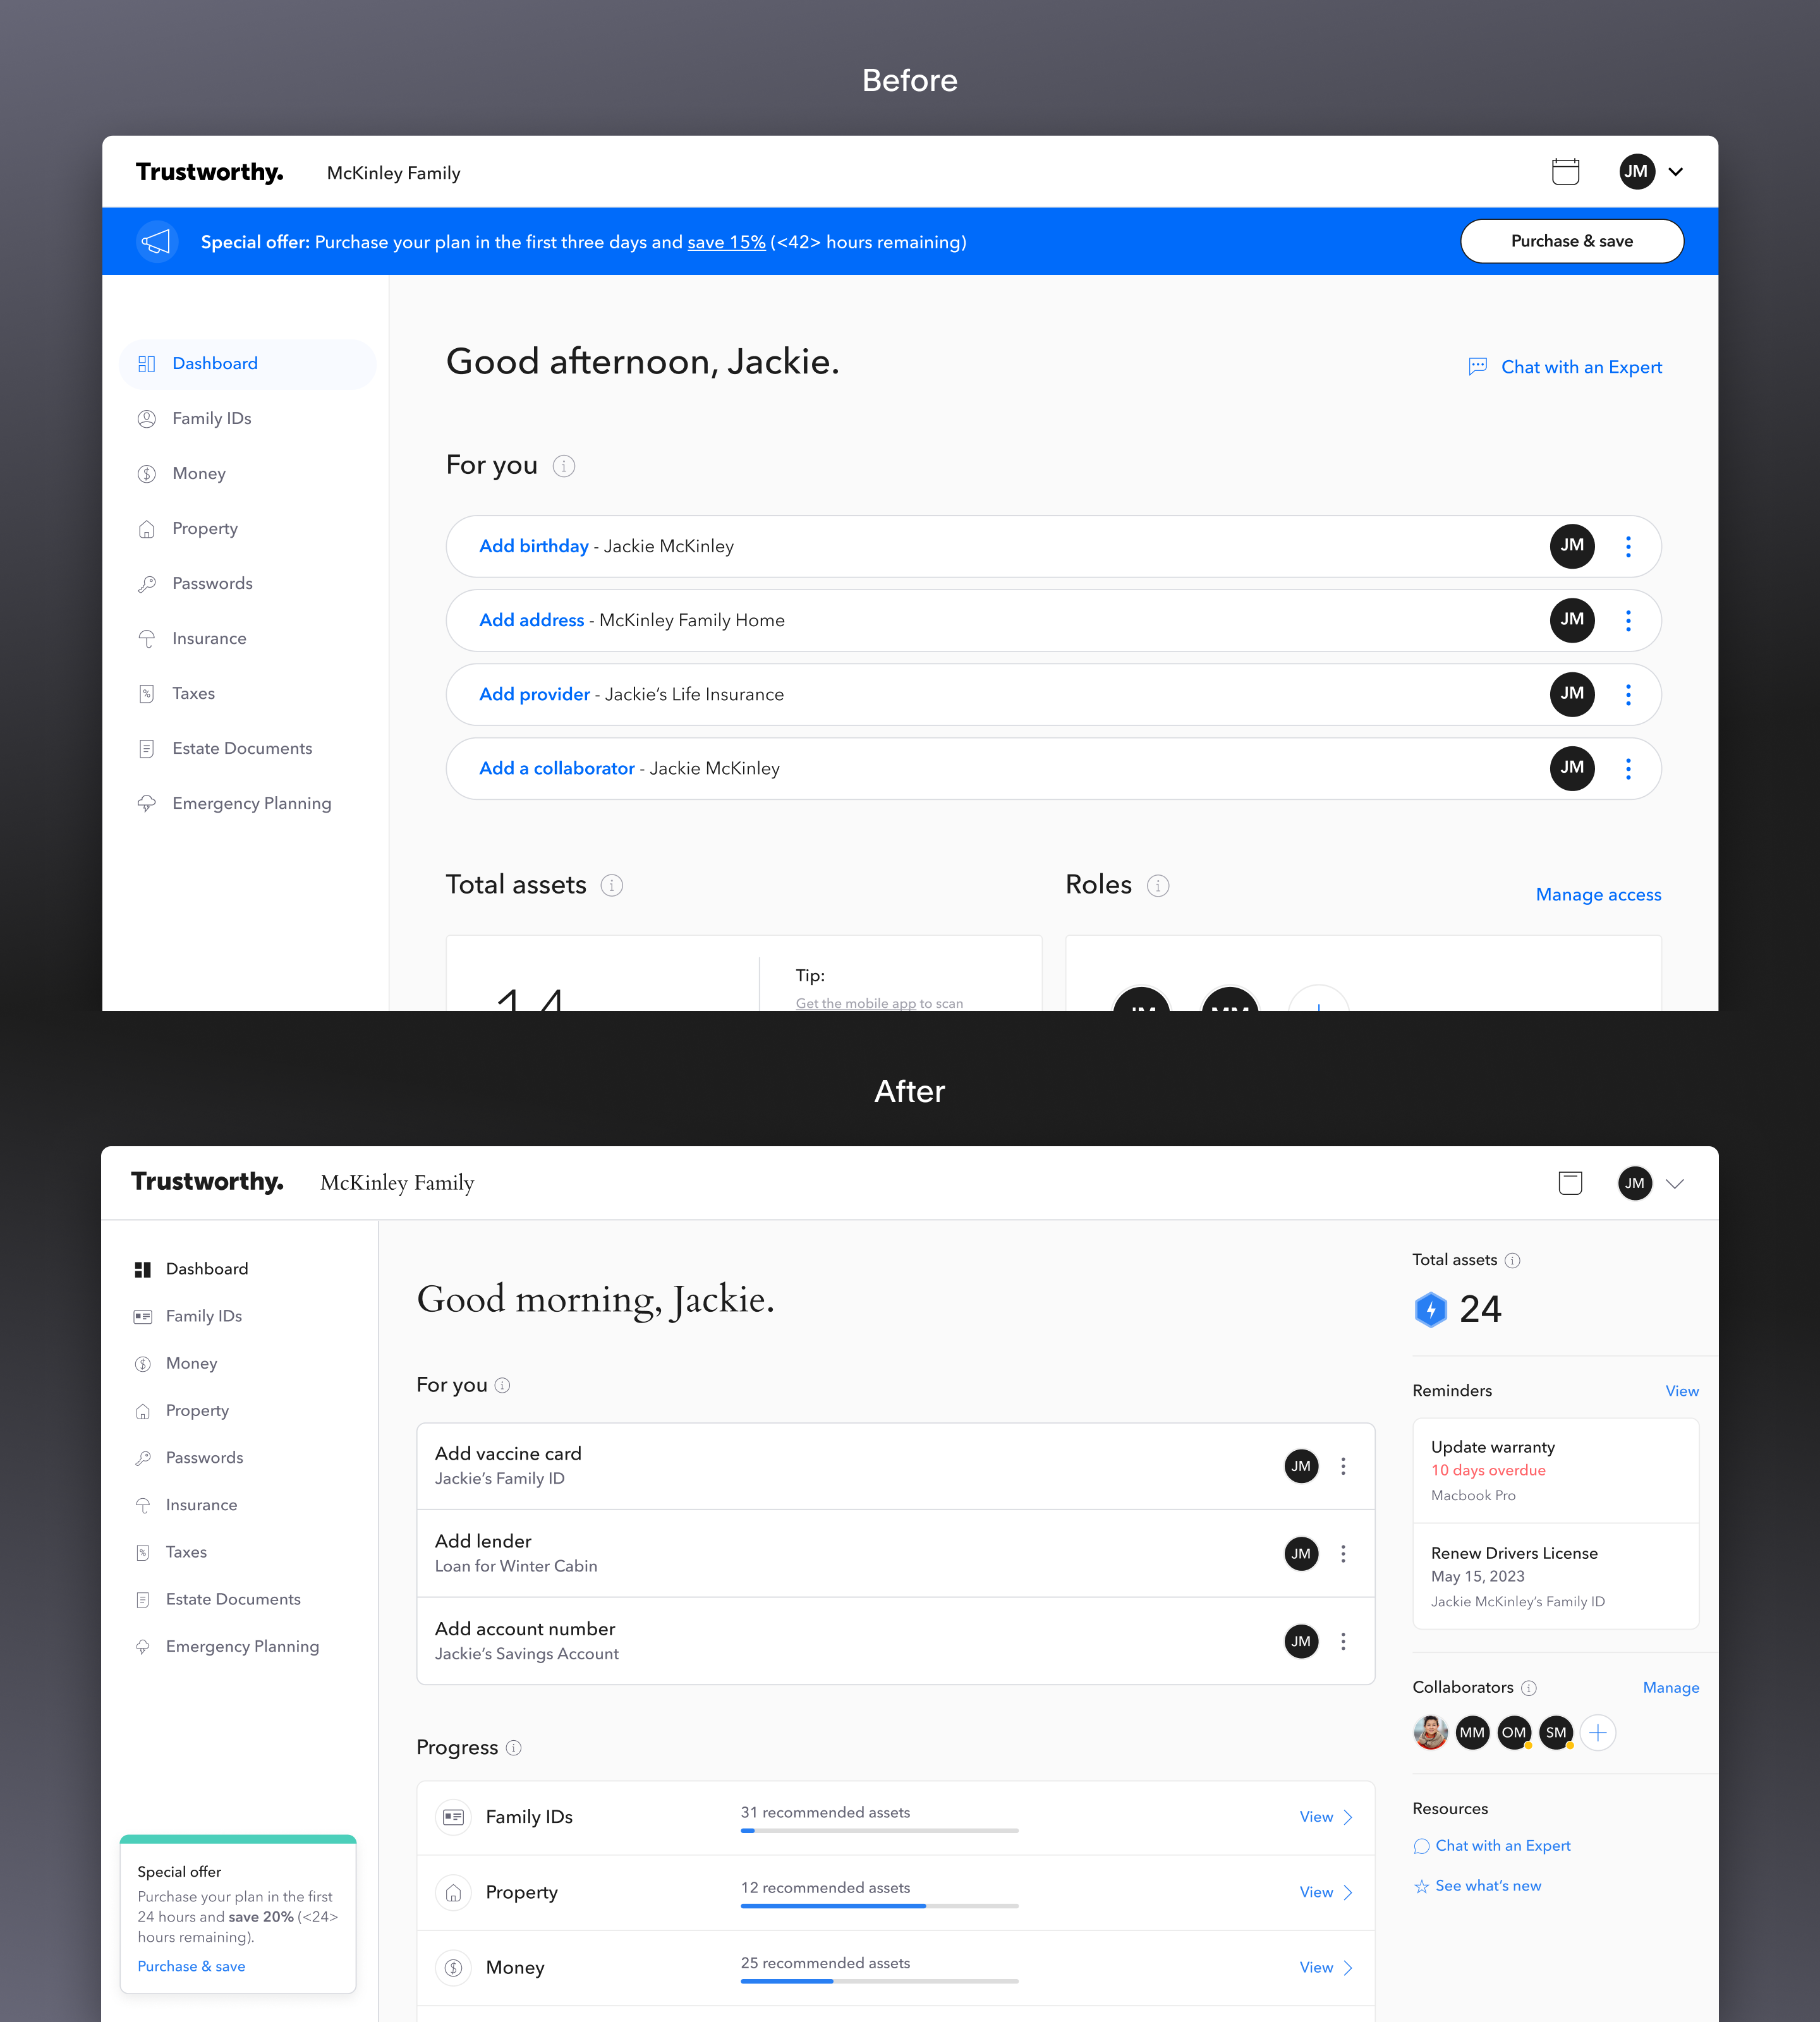 Before
Trustworthy.
McKinley Family
JM
Special offer: Purchase your plan in the first three days and save 15% (<42> hours remaining)
Purchase & save
Dashboard
Family IDs
Money
Property
Passwords
Insurance
Taxes
Estate Documents
Emergency Planning
Good afternoon, Jackie.
Chat with an Expert
For you
Add birthday - Jackie McKinley
JM
Add address - McKinley Family Home
JM
Add provider - Jackie’s Life Insurance
JM
Add a collaborator - Jackie McKinley
JM
Total assets
14
Tip:
Get the mobile app to scan
Roles
Manage access
JM
MM
After
Trustworthy.
McKinley Family
JM
Dashboard
Family IDs
Money
Property
Passwords
Insurance
Taxes
Estate Documents
Emergency Planning
Special offer
Purchase your plan in the first
24 hours and save 20% (<24>
hours remaining).
Purchase & save
Good morning, Jackie.
For you
Add vaccine card
Jackie’s Family ID
JM
Add lender
Loan for Winter Cabin
JM
Add account number
Jackie’s Savings Account
JM
Progress
Family IDs
31 recommended assets
View
Property
12 recommended assets
View
Money
25 recommended assets
View
Total assets
24
Reminders
View
Update warranty
10 days overdue
Macbook Pro
Renew Drivers License
May 15, 2023
Jackie McKinley’s Family ID
Collaborators
Manage
MM
OM
SM
Resources
Chat with an Expert
See what’s new